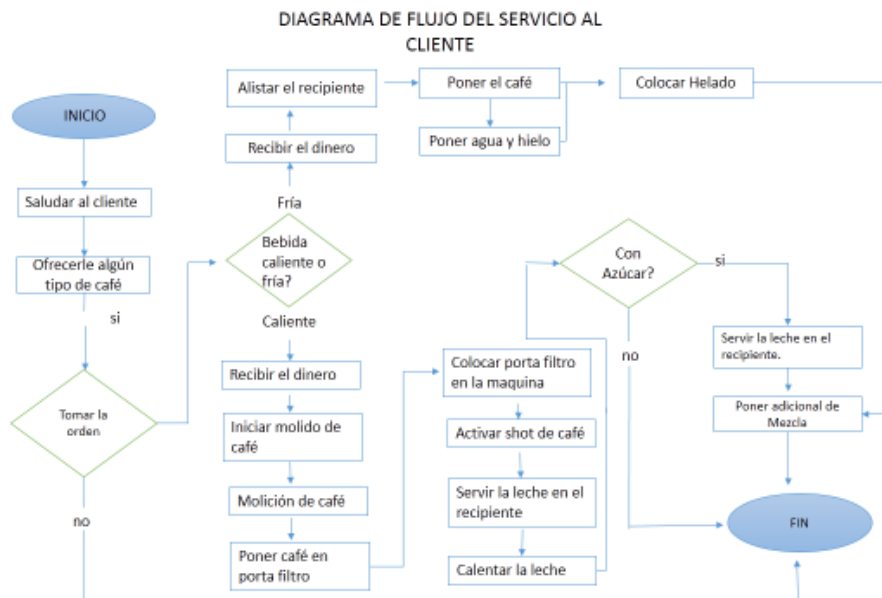 DIAGRAMA DE FLUJO DEL SERVICIO AL
CLIENTE
INICIO
Saludar al cliente
Ofrecerle algún
tipo de café
si
Tomar la
orden
no
Alistar el recipiente
Recibir el dinero
Fría
Bebida
caliente o
fría?
Caliente
Recibir el dinero
Iniciar molido de
café
Molición de café
Poner café en
porta filtro
Poner el café
Poner agua y hielo
Colocar Helado
Colocar porta filtro
en la maquina
Activar shot de café
Servir la leche en el
recipiente
Calentar la leche
Con
Azúcar?
si
no
Servir la leche en el
recipiente.
Poner adicional de
Mezcla
FIN